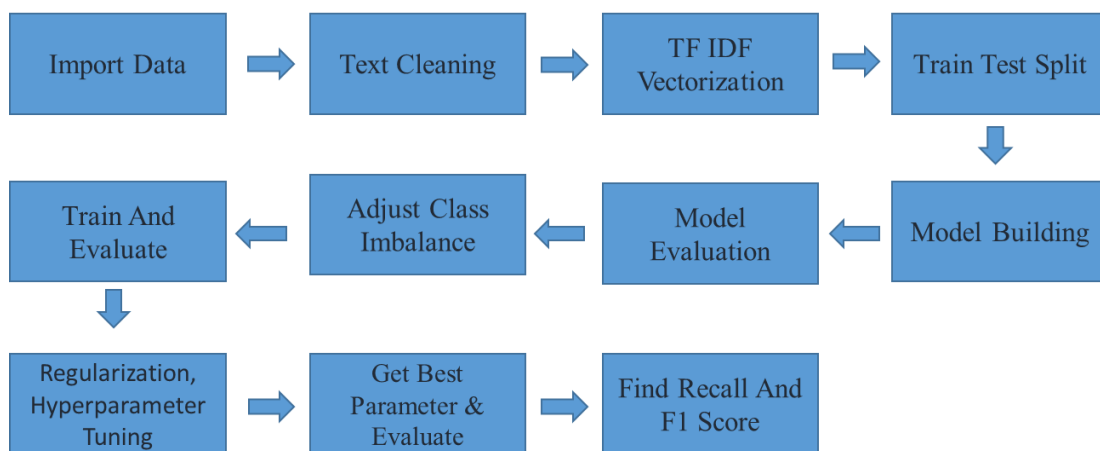 Import Data
Text Cleaning
TF IDF
Vectorization
Train Test Split
Model Building
Model
Evaluation
Adjust Class
Imbalance
Train And
Evaluate
Regularization,
Hyperparameter
Tuning
Get Best
Parameter &
Evaluate
Find Recall And
F1 Score